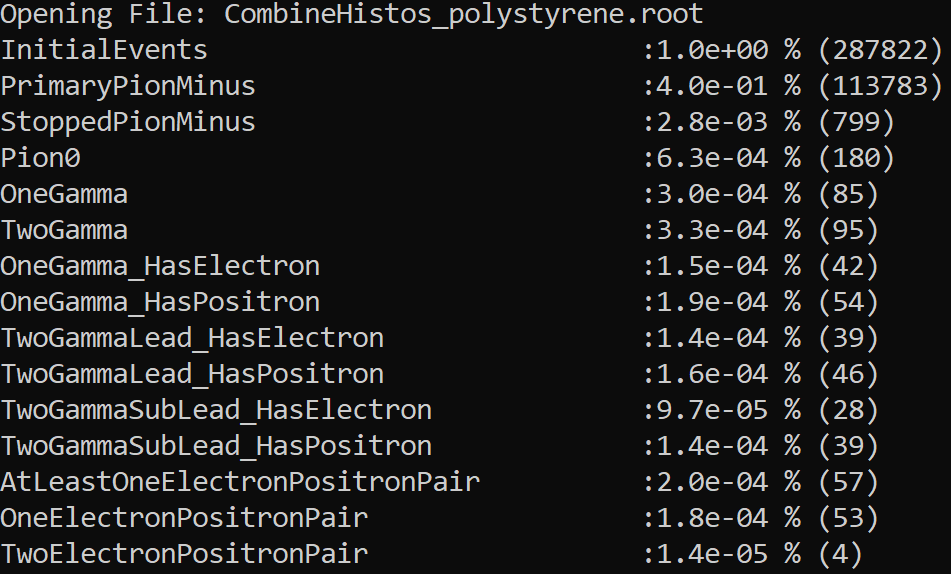 Opening File: CombineHistos_polystyrene.root
InitialEvents :1.0e+00 % (287822)
PrimaryPionMinus :4.0e-01 % (113783)
StoppedPionMinus :2.8e-03 % (799)
Pion0 :6.3e-04 % (180)
OneGamma :3.0e-04 % (85)
TwoGamma :3.3e-04 % (95)
OneGamma_HasElectron :1.5e-04 % (42)
OneGamma_HasPositron :1.9e-04 % (54)
TwoGammaLead_HasElectron :1.4e-04 % (39)
TwoGammaLead_HasPositron :1.6e-04 % (46)
TwoGammaSubLead_HasElectron :9.7e-05 % (28)
TwoGammaSubLead_HasPositron :1.4e-04 % (39)
AtLeastOneElectronPositronPair :2.0e-04 % (57)
OneElectronPositronPair :1.8e-04 % (53)
TwoElectronPositronPair :1.4e-05 % (4)